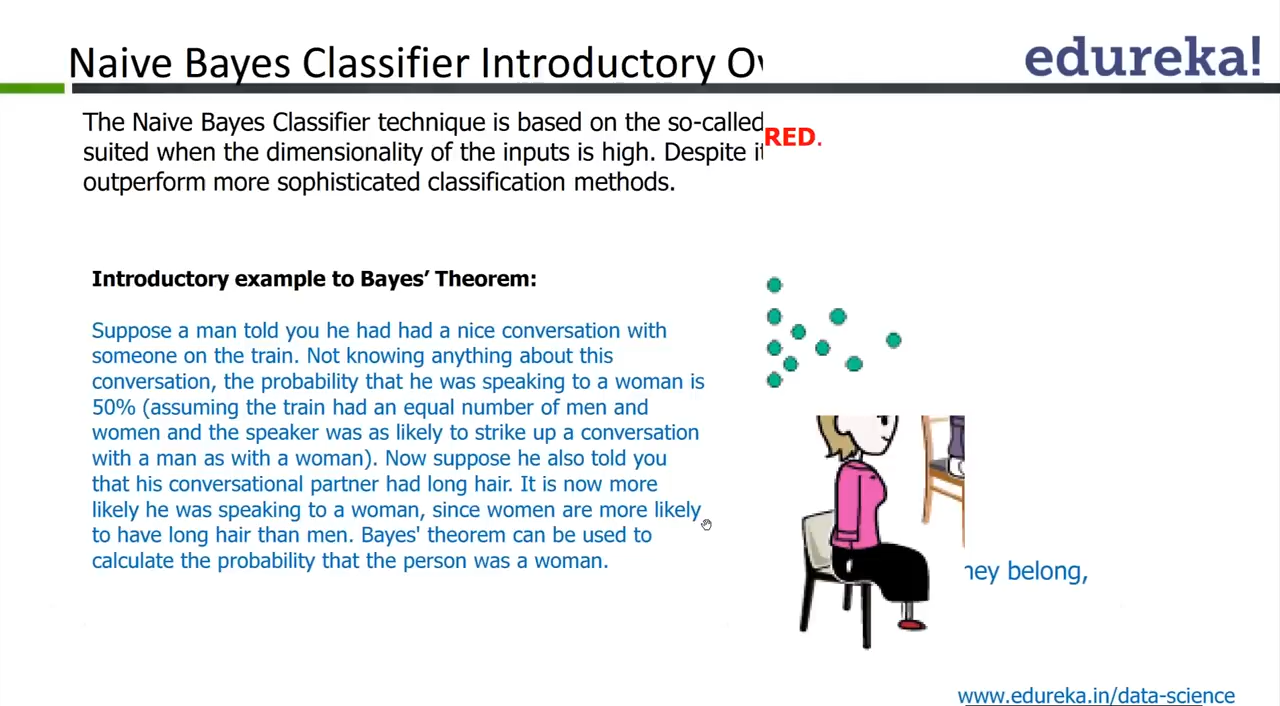 Naive Bayes Classifier Introductory Ov
edureka!
The Naive Bayes Classifier technique is based on the so-called
RED.
suited when the dimensionality of the inputs is high. Despite it
outperform more sophisticated classification methods.
Introductory example to Bayes’ Theorem:
Suppose a man told you he had had a nice conversation with
someone on the train. Not knowing anything about this
conversation, the probability that he was speaking to a woman is
50% (assuming the train had an equal number of men and
women and the speaker was as likely to strike up a conversation
with a man as with a woman). Now suppose he also told you
that his conversational partner had long hair. It is now more
likely he was speaking to a woman, since women are more likely
to have long hair than men. Bayes' theorem can be used to
calculate the probability that the person was a woman.
hey belong,
www.edureka.in/data-science